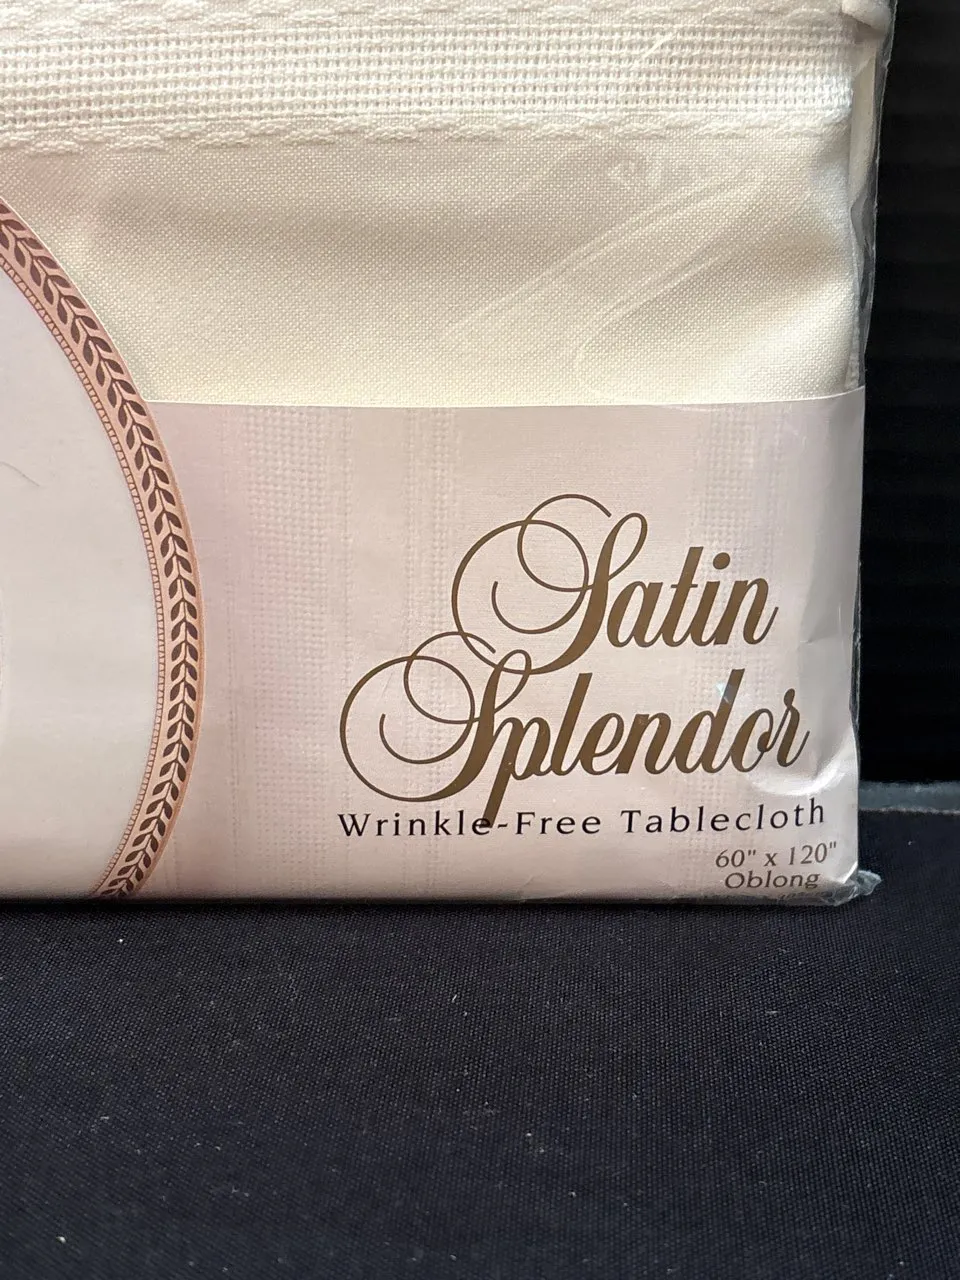 Satin
Splendor
Wrinkle-Free Tablecloth
60" x 120"
Oblong